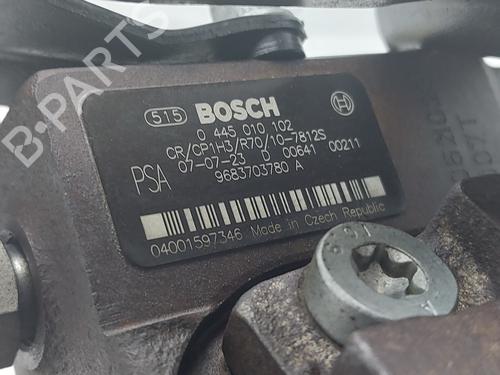 515 BOSCH
0 445 010 102
CR/CP1H3/R70/10-7812S
PSA 07-07-23 D 00641 00211
9683703780 A
04001597346 Made in Czech Republic
B-PARTS